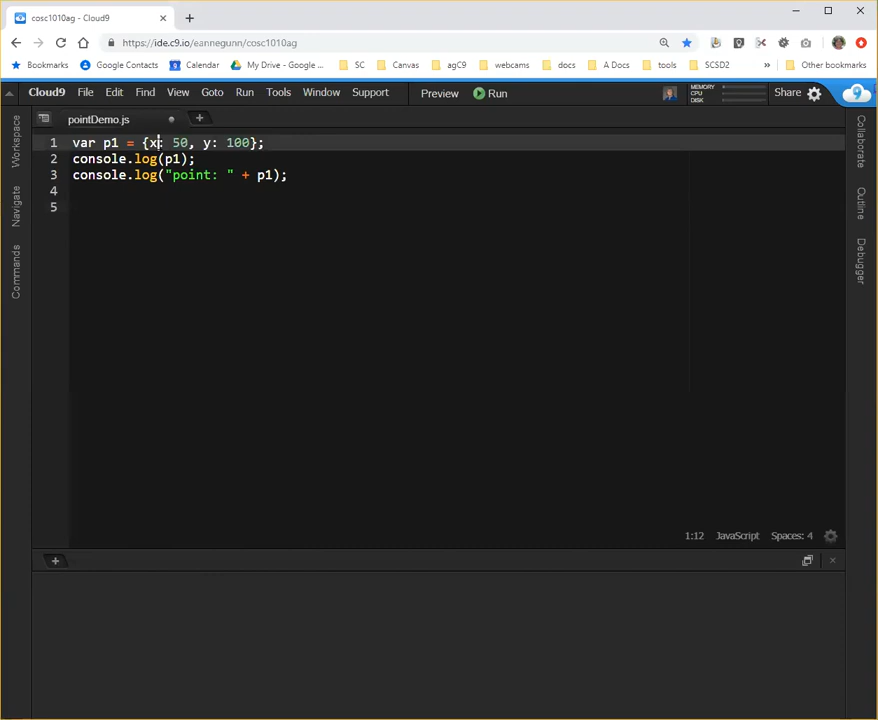 cosc1010ag - Cloud9
https://ide.c9.io/eannegunn/cosc1010ag
Bookmarks Google Contacts Calendar My Drive - Google ... SC Canvas agC9 webcams docs A Docs tools SCSD2 » Other bookmarks
Cloud9 File Edit Find View Goto Run Tools Window Support Preview Run MEMORY CPU DISK Share
pointDemo.js
1 var p1 = {x: 50, y: 100};
2 console.log(p1);
3 console.log("point: " + p1);
4
5
Workspace
Navigate
Commands
Collaborate
Outline
Debugger
1:12 JavaScript Spaces: 4